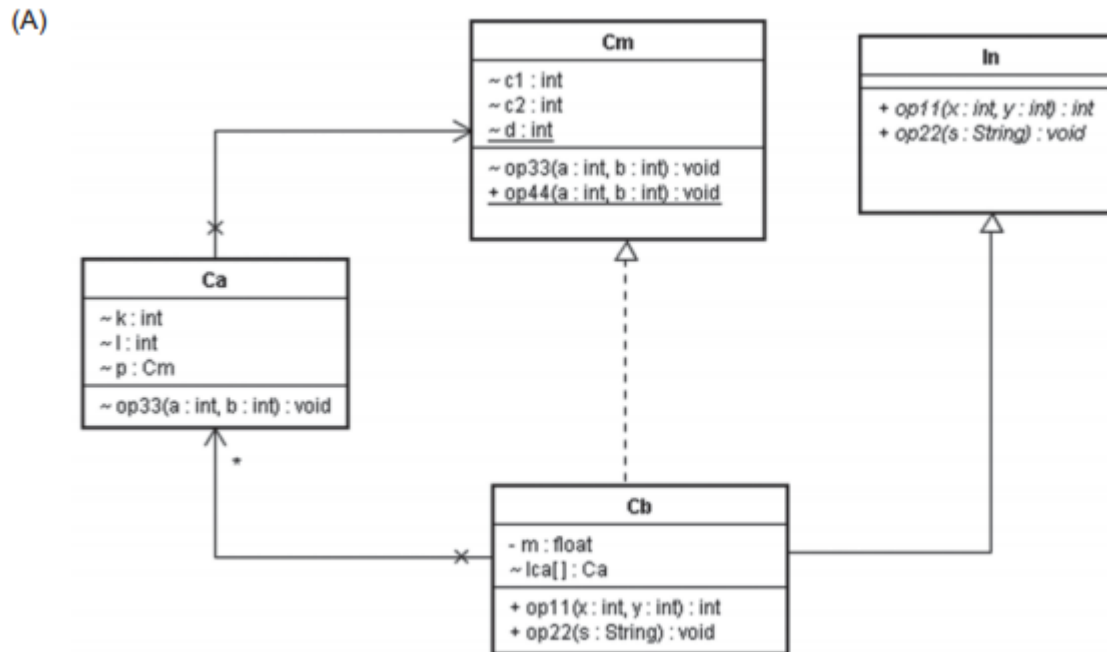 (A)
Cm
~ c1 : int
~ c2 : int
~ d : int
~ op33(a : int, b : int) : void
+ op44(a : int, b : int) : void
In
+ op11(x : int, y : int) : int
+ op22(s : String) : void
Ca
~ k : int
~ l : int
~ p : Cm
~ op33(a : int, b : int) : void
*
Cb
- m : float
~ lca[] : Ca
+ op11(x : int, y : int) : int
+ op22(s : String) : void